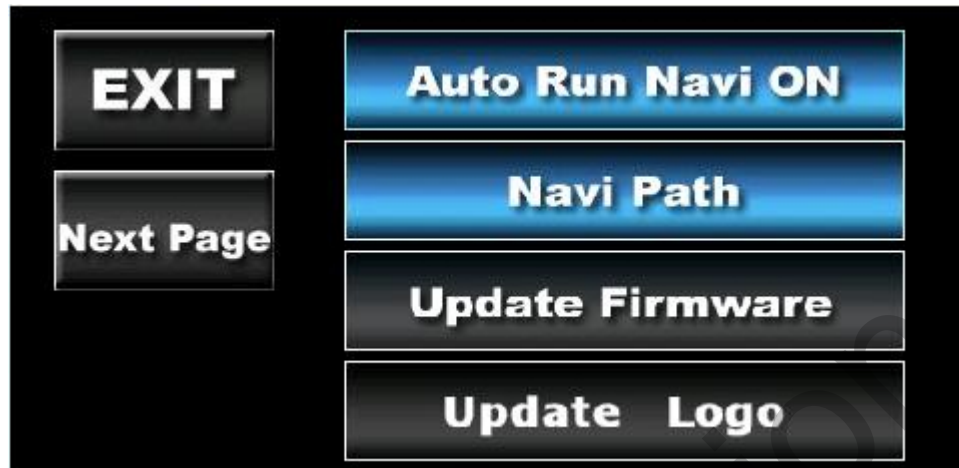 EXIT
Next Page
Auto Run Navi ON
Navi Path
Update Firmware
Update Logo